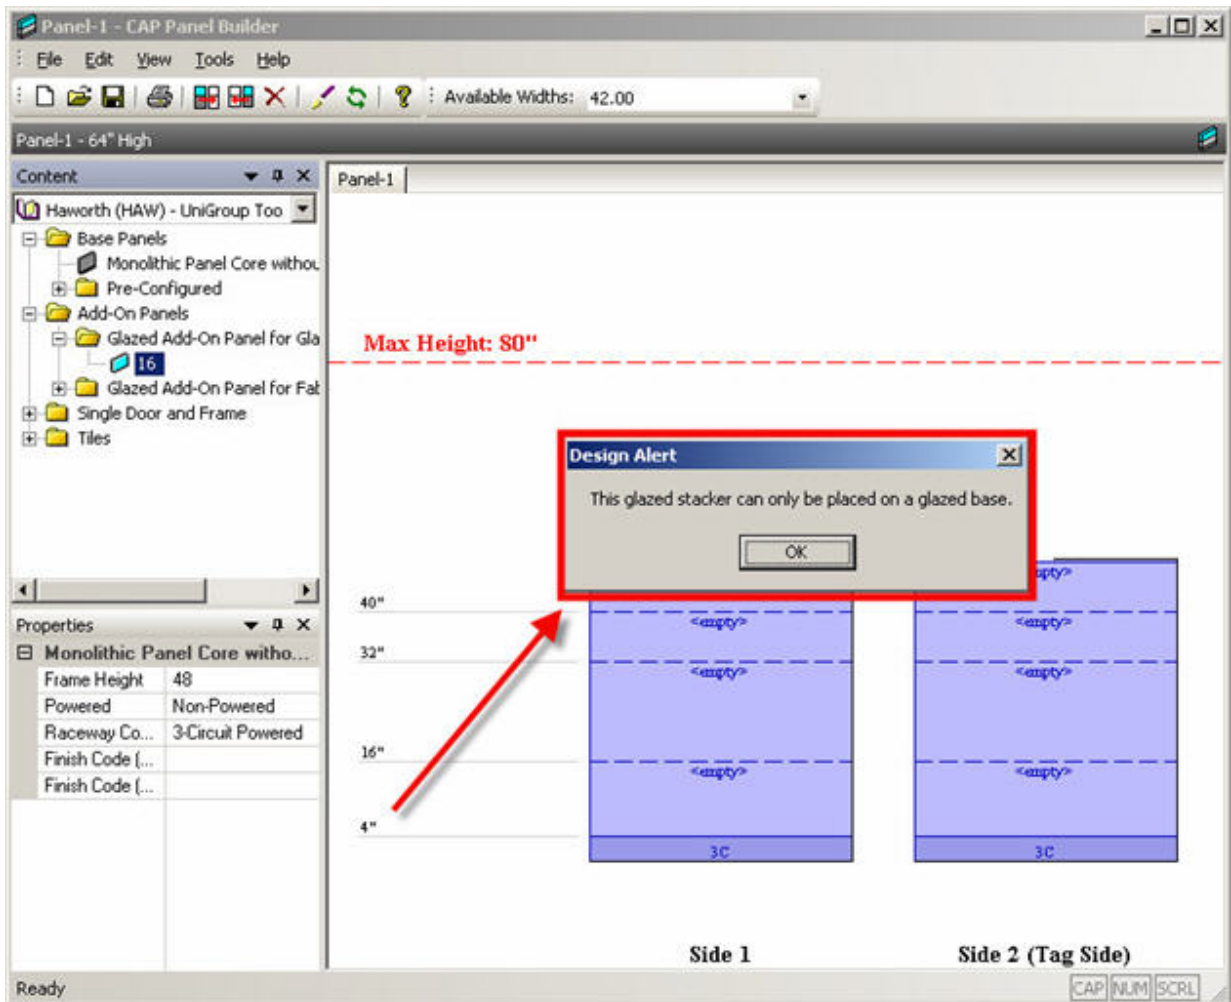 Panel-1 - CAP Panel Builder
File Edit View Tools Help
Available Widths: 42.00
Panel-1 - 64" High
Content
Haworth (HAW) - UniGroup Too
Base Panels
Monolithic Panel Core withou
Pre-Configured
Add-On Panels
Glazed Add-On Panel for Gla
16
Glazed Add-On Panel for Fab
Single Door and Frame
Tiles
Properties
Monolithic Panel Core witho...
Frame Height 48
Powered Non-Powered
Raceway Co... 3-Circuit Powered
Finish Code (...
Finish Code (...
Panel-1
Max Height: 80"
Design Alert
This glazed stacker can only be placed on a glazed base.
OK
40"
32"
16"
4"
<empty>
<empty>
<empty>
3C
Side 1
<empty>
<empty>
<empty>
3C
Side 2 (Tag Side)
Ready
CAP NUM SCRL